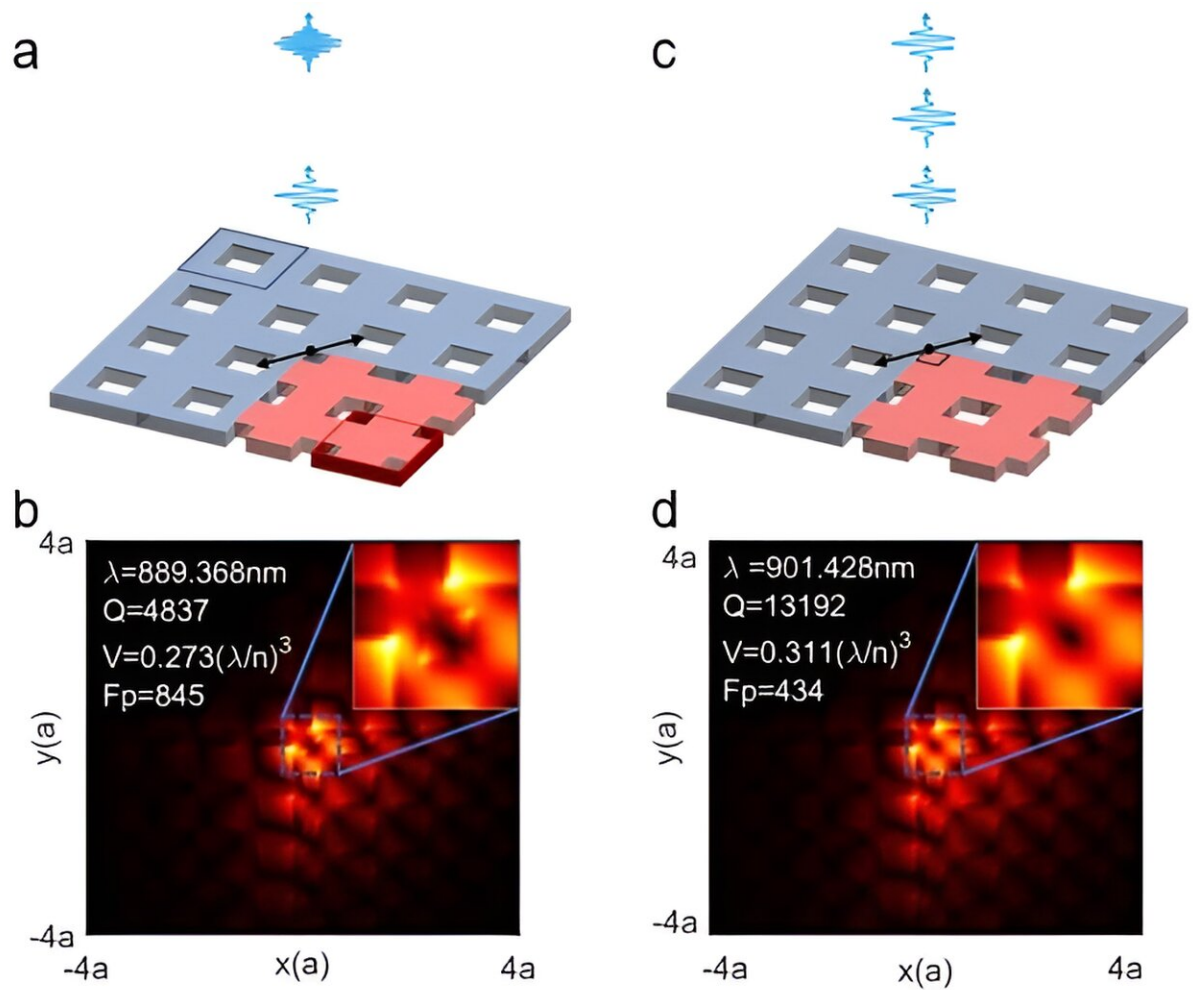 a
c
b
4a
λ=889.368nm
Q=4837
V=0.273(λ/n)³
Fp=845
y(a)
-4a
-4a
x(a)
4a
d
4a
λ =901.428nm
Q=13192
V=0.311(λ/n)³
Fp=434
y(a)
-4a
-4a
x(a)
4a